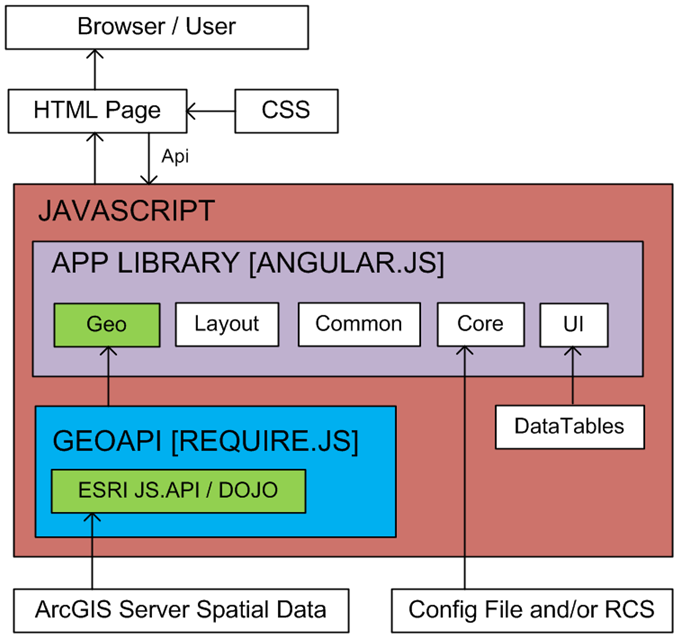 Browser / User
HTML Page
CSS
Api
JAVASCRIPT
APP LIBRARY [ANGULAR.JS]
Geo
Layout
Common
Core
UI
DataTables
GEOAPI [REQUIRE.JS]
ESRI JS.API / DOJO
ArcGIS Server Spatial Data
Config File and/or RCS